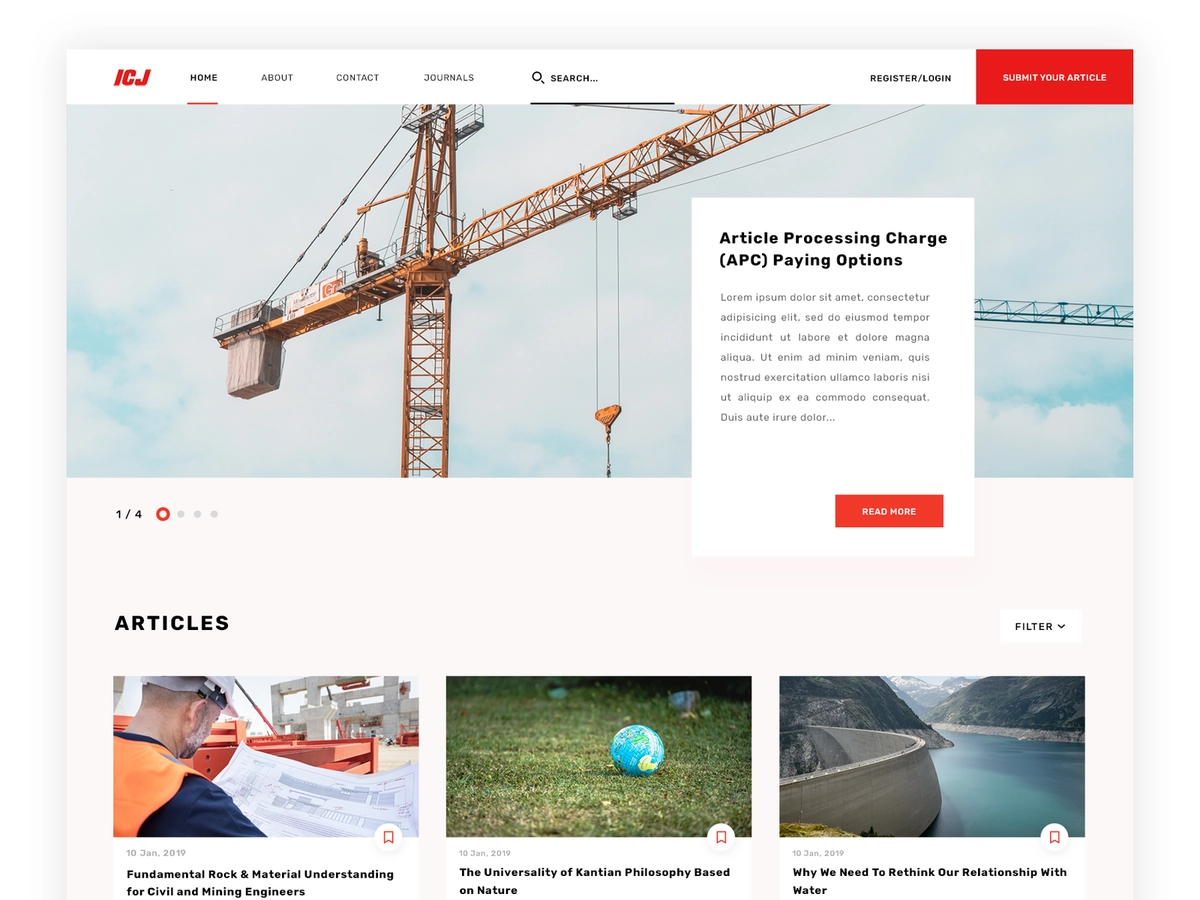 ICJ
HOME
ABOUT
CONTACT
JOURNALS
SEARCH...
REGISTER/LOGIN
SUBMIT YOUR ARTICLE
Article Processing Charge
(APC) Paying Options
Lorem ipsum dolor sit amet, consectetur
adipisicing elit, sed do eiusmod tempor
incididunt ut labore et dolore magna
aliqua. Ut enim ad minim veniam, quis
nostrud exercitation ullamco laboris nisi
ut aliquip ex ea commodo consequat.
Duis aute irure dolor...
READ MORE
1 / 4
ARTICLES
FILTER
10 Jan, 2019
Fundamental Rock & Material Understanding
for Civil and Mining Engineers
10 Jan, 2019
The Universality of Kantian Philosophy Based
on Nature
10 Jan, 2019
Why We Need To Rethink Our Relationship With
Water